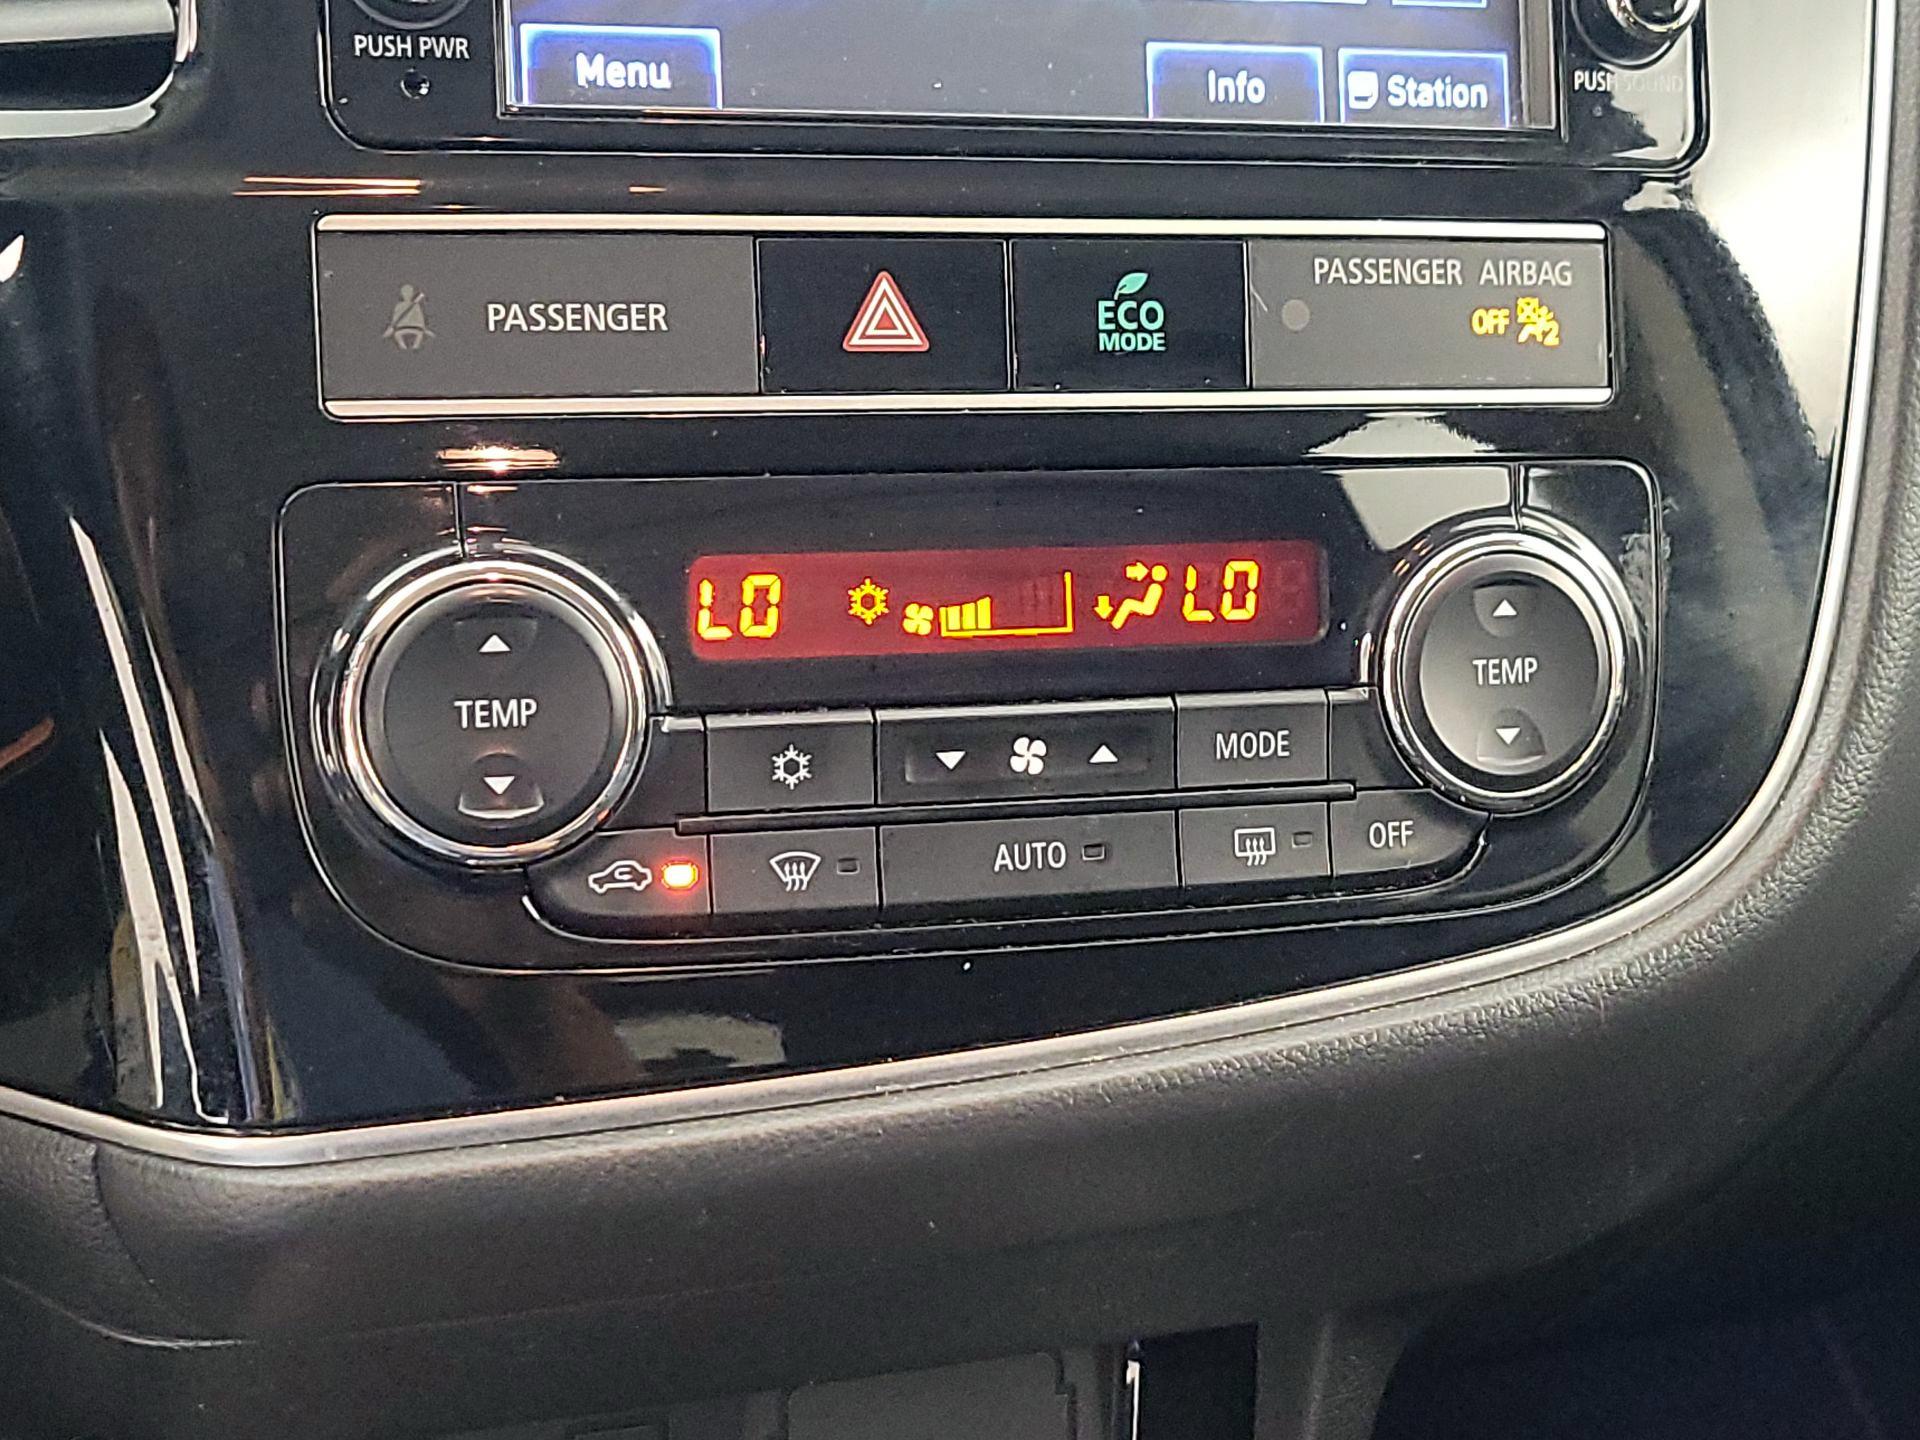 PUSH PWR
Menu
Info
Station
PUSH SOUND
PASSENGER
ECO
MODE
PASSENGER AIRBAG
OFF 2
LO
LO
TEMP
TEMP
MODE
AUTO
OFF